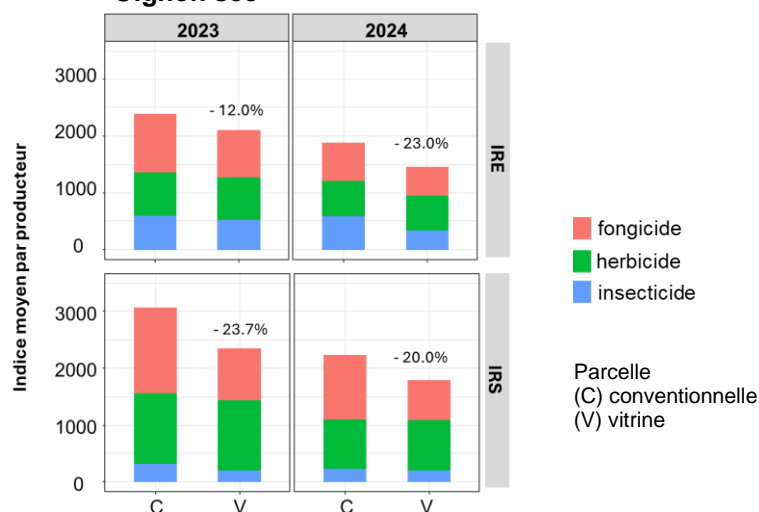 2023
2024
3000
2000
1000
0
- 12.0%
- 23.0%
IRE
Indice moyen par producteur
3000
2000
1000
0
- 23.7%
- 20.0%
IRS
C
V
C
V
fongicide
herbicide
insecticide
Parcelle
(C) conventionnelle
(V) vitrine